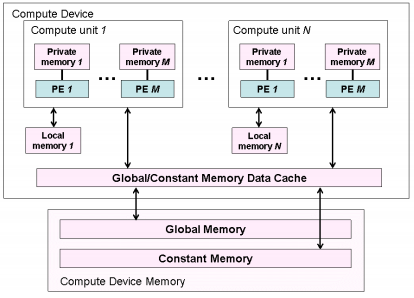 Compute Device
Compute unit 1
Private
memory 1
Private
memory M
PE 1
...
PE M
Local
memory 1
...
Compute unit N
Private
memory 1
Private
memory M
PE 1
...
PE M
Local
memory N
Global/Constant Memory Data Cache
Global Memory
Constant Memory
Compute Device Memory